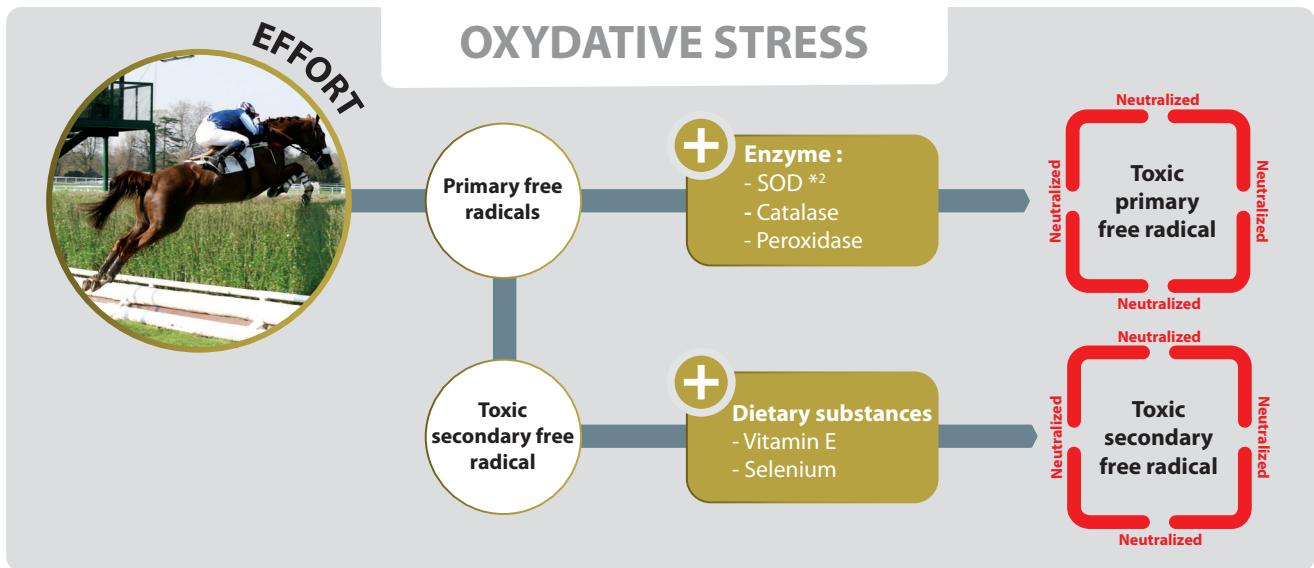 OXYDATIVE STRESS
EFFORT
Primary free
radicals
Enzyme :
- SOD *2
- Catalase
- Peroxidase
Neutralized
Neutralized
Toxic
primary
free radical
Neutralized
Neutralized
Toxic
secondary free
radical
Dietary substances
- Vitamin E
- Selenium
Neutralized
Neutralized
Toxic
secondary
free radical
Neutralized
Neutralized